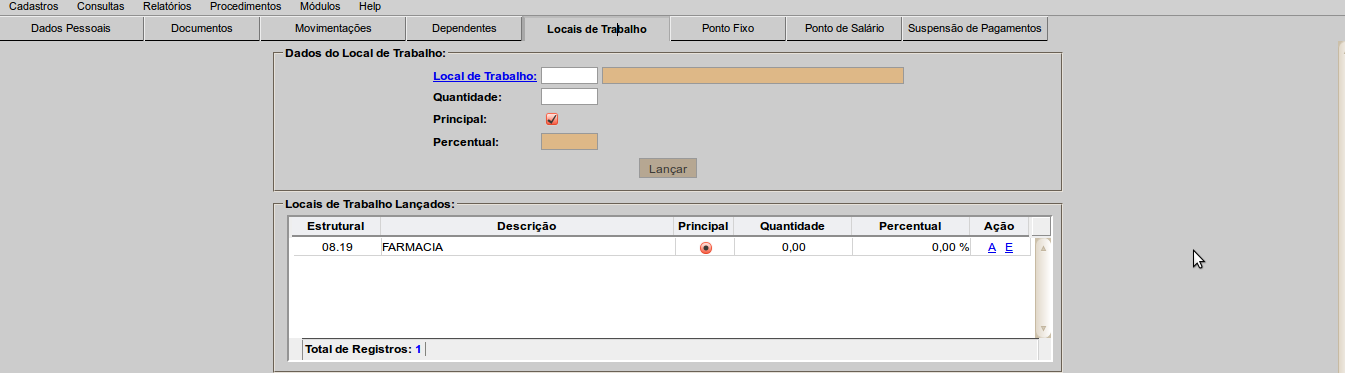 Cadastros Consultas Relatórios Procedimentos Módulos Help
Dados Pessoais Documentos Movimentações Dependentes Locais de Trabalho Ponto Fixo Ponto de Salário Suspensão de Pagamentos
Dados do Local de Trabalho:
Local de Trabalho:
Quantidade:
Principal:
Percentual:
Lançar
Locais de Trabalho Lançados:
Estrutural Descrição Principal Quantidade Percentual Ação
08.19 FARMACIA 0,00 0,00 % A E
Total de Registros: 1